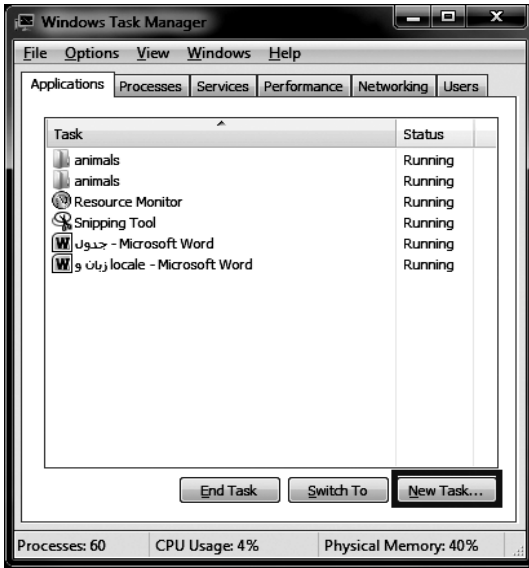 Windows Task Manager
File Options View Windows Help
Applications Processes Services Performance Networking Users
Task Status
animals Running
animals Running
Resource Monitor Running
Snipping Tool Running
جدول - Microsoft Word Running
زبان و locale - Microsoft Word Running
End Task Switch To New Task...
Processes: 60 CPU Usage: 4% Physical Memory: 40%